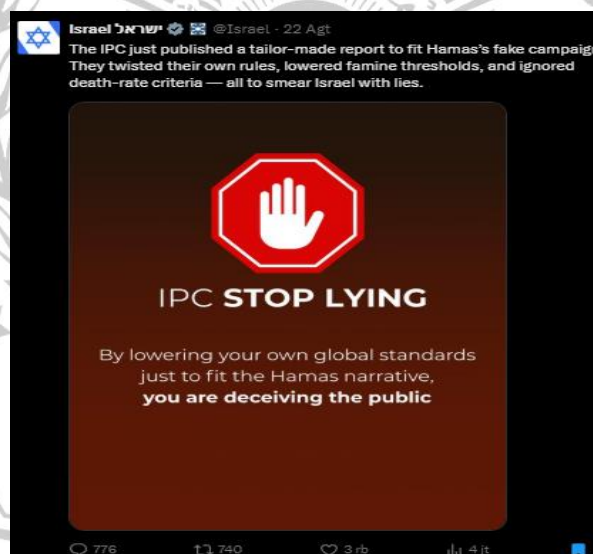 Israel ישראל @Israel · 22 Agt
The IPC just published a tailor-made report to fit Hamas's fake campaig
They twisted their own rules, lowered famine thresholds, and ignored
death-rate criteria — all to smear Israel with lies.
IPC STOP LYING
By lowering your own global standards
just to fit the Hamas narrative,
you are deceiving the public
776 740 3 rb 4 jt